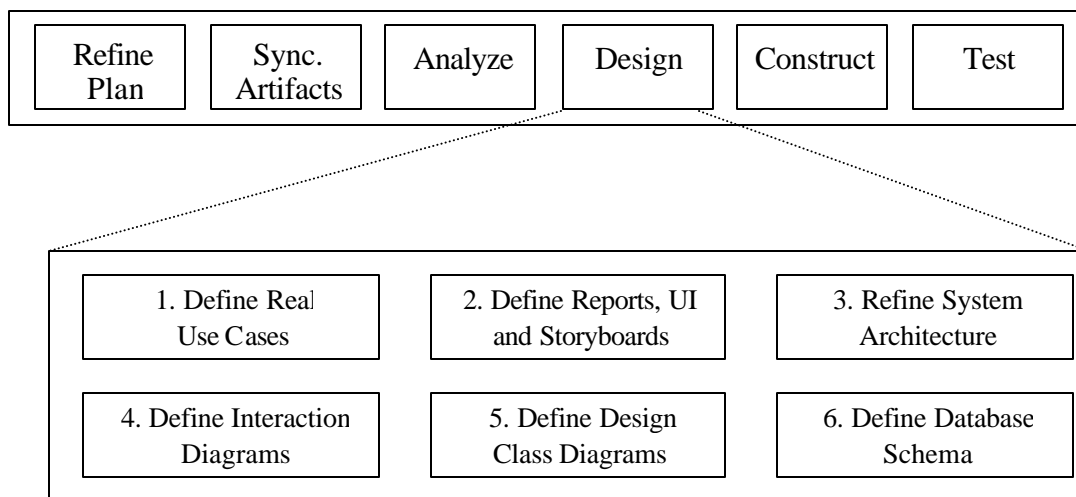 Refine
Plan
Sync.
Artifacts
Analyze
Design
Construct
Test
1. Define Real
Use Cases
2. Define Reports, UI
and Storyboards
3. Refine System
Architecture
4. Define Interaction
Diagrams
5. Define Design
Class Diagrams
6. Define Database
Schema